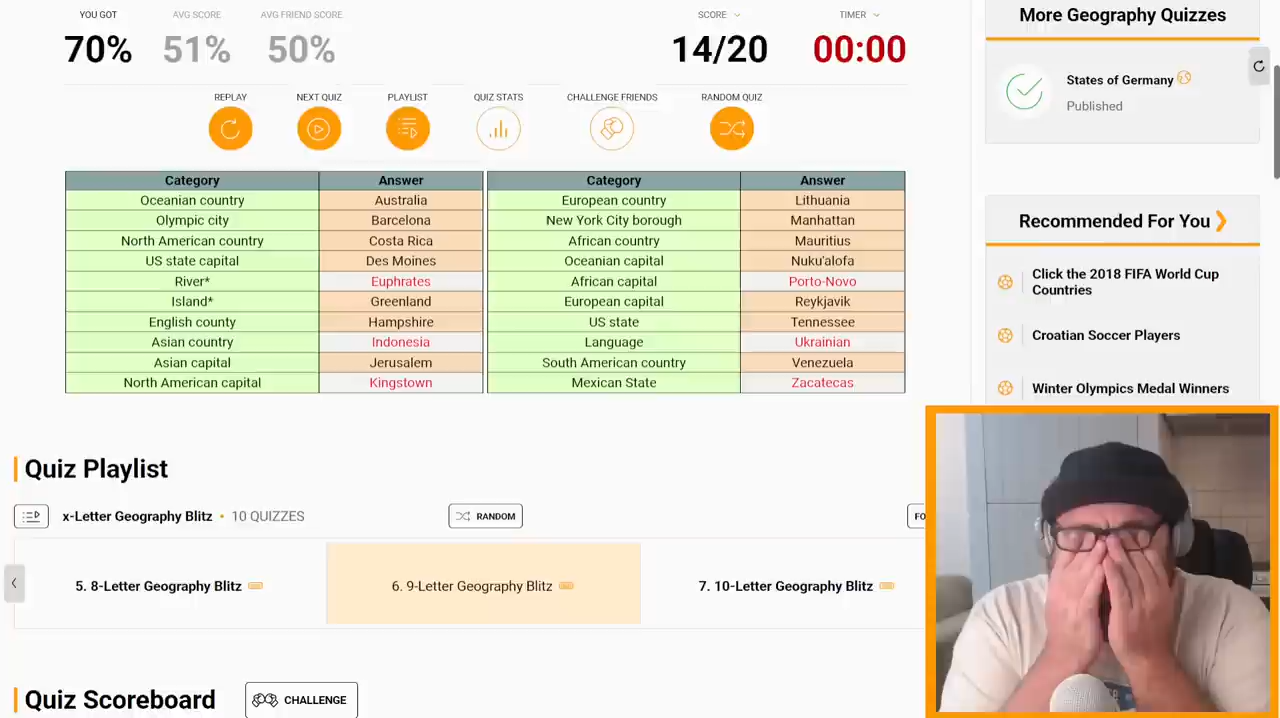 YOU GOT
AVG SCORE
AVG FRIEND SCORE
SCORE
TIMER
70%
51%
50%
14/20
00:00
REPLAY
NEXT QUIZ
PLAYLIST
QUIZ STATS
CHALLENGE FRIENDS
RANDOM QUIZ
Category Answer Category Answer
Oceanian country Australia European country Lithuania
Olympic city Barcelona New York City borough Manhattan
North American country Costa Rica African country Mauritius
US state capital Des Moines Oceanian capital Nuku'alofa
River* Euphrates African capital Porto-Novo
Island* Greenland European capital Reykjavik
English county Hampshire US state Tennessee
Asian country Indonesia Language Ukrainian
Asian capital Jerusalem South American country Venezuela
North American capital Kingstown Mexican State Zacatecas
Quiz Playlist
x-Letter Geography Blitz • 10 QUIZZES
RANDOM
FO
5. 8-Letter Geography Blitz
6. 9-Letter Geography Blitz
7. 10-Letter Geography Blitz
Quiz Scoreboard
CHALLENGE
More Geography Quizzes
States of Germany
Published
Recommended For You
Click the 2018 FIFA World Cup
Countries
Croatian Soccer Players
Winter Olympics Medal Winners